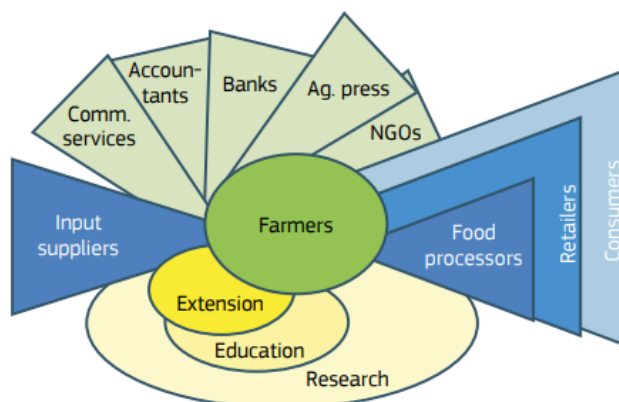 Accoun-
tants
Banks
Ag. press
Comm.
services
NGOs
Input
suppliers
Farmers
Food
processors
Retailers
Consumers
Extension
Education
Research